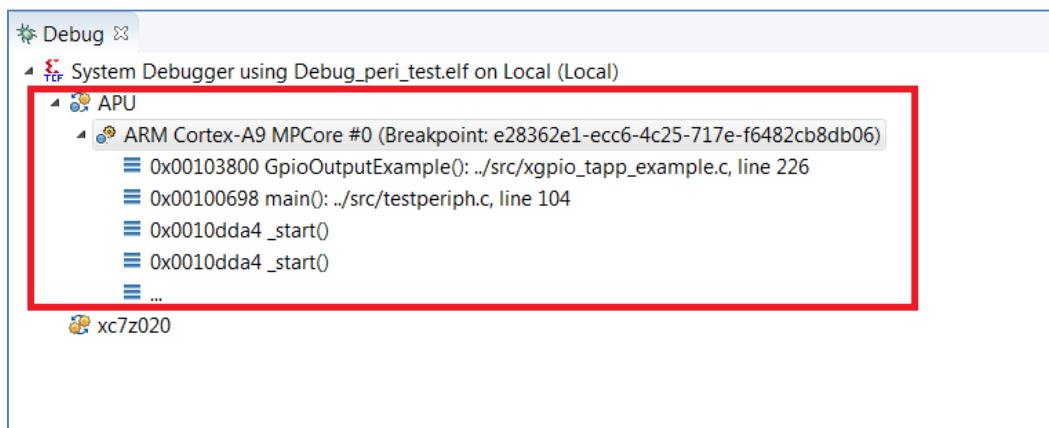 Debug
TCF System Debugger using Debug_peri_test.elf on Local (Local)
APU
ARM Cortex-A9 MPCore #0 (Breakpoint: e28362e1-ecc6-4c25-717e-f6482cb8db06)
0x00103800 GpioOutputExample(): ../src/xgpio_tapp_example.c, line 226
0x00100698 main(): ../src/testperiph.c, line 104
0x0010dda4 _start()
0x0010dda4 _start()
...
xc7z020